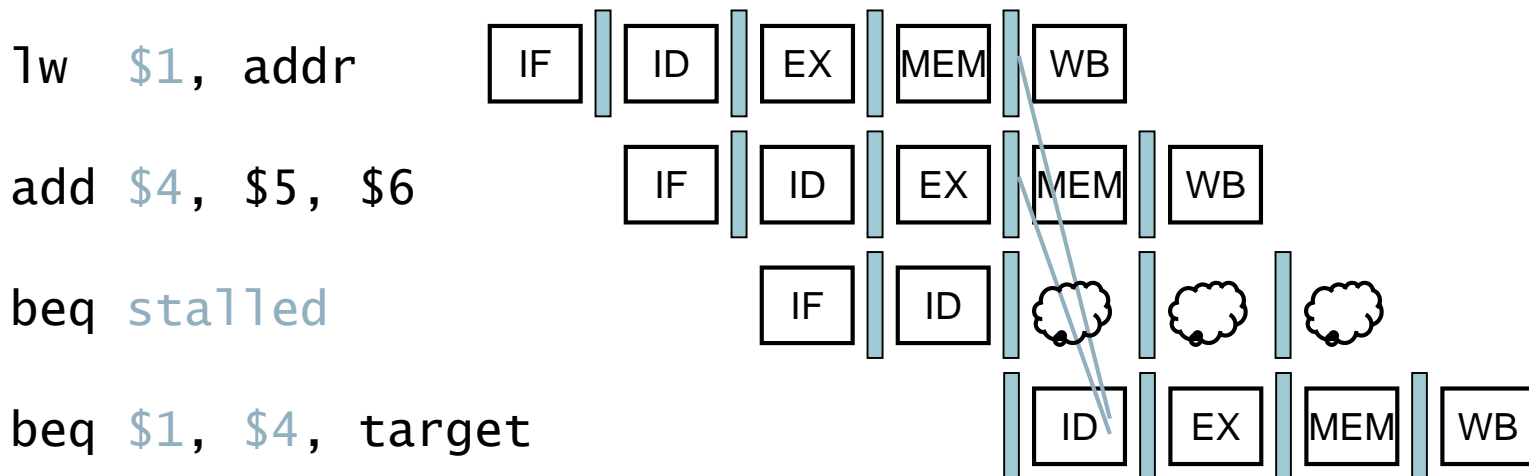 lw $1, addr IF ID EX MEM WB
add $4, $5, $6 IF ID EX MEM WB
beq stalled IF ID
beq $1, $4, target ID EX MEM WB